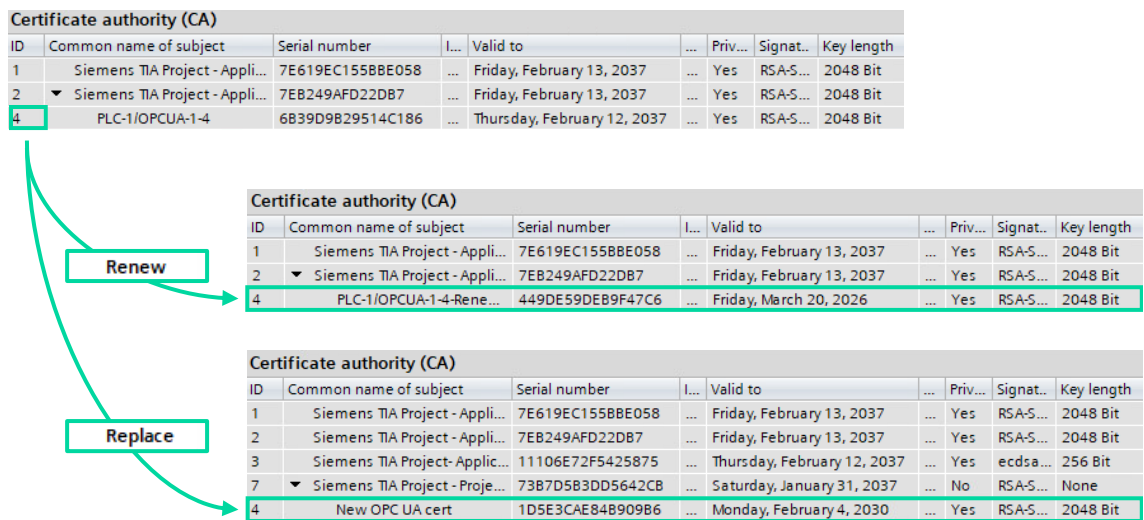 Certificate authority (CA)
ID Common name of subject Serial number I... Valid to ... Priv... Signat... Key length
1 Siemens TIA Project - Appli... 7E619EC155BBE058 ... Friday, February 13, 2037 ... Yes RSA-S... 2048 Bit
2 Siemens TIA Project - Appli... 7EB249AFD22DB7 ... Friday, February 13, 2037 ... Yes RSA-S... 2048 Bit
4 PLC-1/OPCUA-1-4 6B39D9B29514C186 ... Thursday, February 12, 2037 ... Yes RSA-S... 2048 Bit
Renew
Certificate authority (CA)
ID Common name of subject Serial number I... Valid to ... Priv... Signat... Key length
1 Siemens TIA Project - Appli... 7E619EC155BBE058 ... Friday, February 13, 2037 ... Yes RSA-S... 2048 Bit
2 Siemens TIA Project - Appli... 7EB249AFD22DB7 ... Friday, February 13, 2037 ... Yes RSA-S... 2048 Bit
4 PLC-1/OPCUA-1-4-Rene... 449DE59DEB9F47C6 ... Friday, March 20, 2026 ... Yes RSA-S... 2048 Bit
Replace
Certificate authority (CA)
ID Common name of subject Serial number I... Valid to ... Priv... Signat.. Key length
1 Siemens TIA Project - Appli... 7E619EC155BBE058 ... Friday, February 13, 2037 ... Yes RSA-S... 2048 Bit
2 Siemens TIA Project - Appli... 7EB249AFD22DB7 ... Friday, February 13, 2037 ... Yes RSA-S... 2048 Bit
3 Siemens TIA Project- Applic... 11106E72F5425875 ... Thursday, February 12, 2037 ... Yes ecdsa... 256 Bit
7 Siemens TIA Project - Proje... 73B7D5B3DD5642CB ... Saturday, January 31, 2037 ... No RSA-S... None
4 New OPC UA cert 1D5E3CAE84B909B6 ... Monday, February 4, 2030 ... Yes RSA-S... 2048 Bit